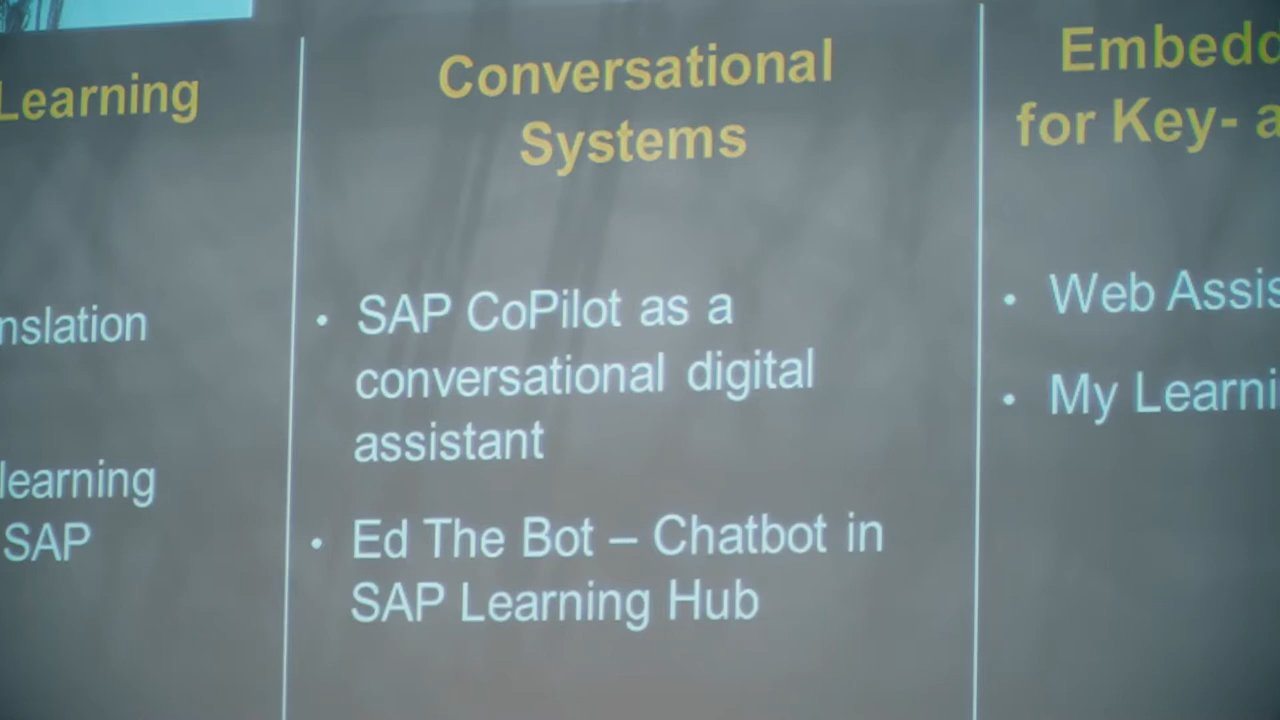 Learning
nslation
learning
SAP
Conversational
Systems
• SAP CoPilot as a
conversational digital
assistant
• Ed The Bot – Chatbot in
SAP Learning Hub
Embedd
for Key- a
• Web Assis
• My Learni